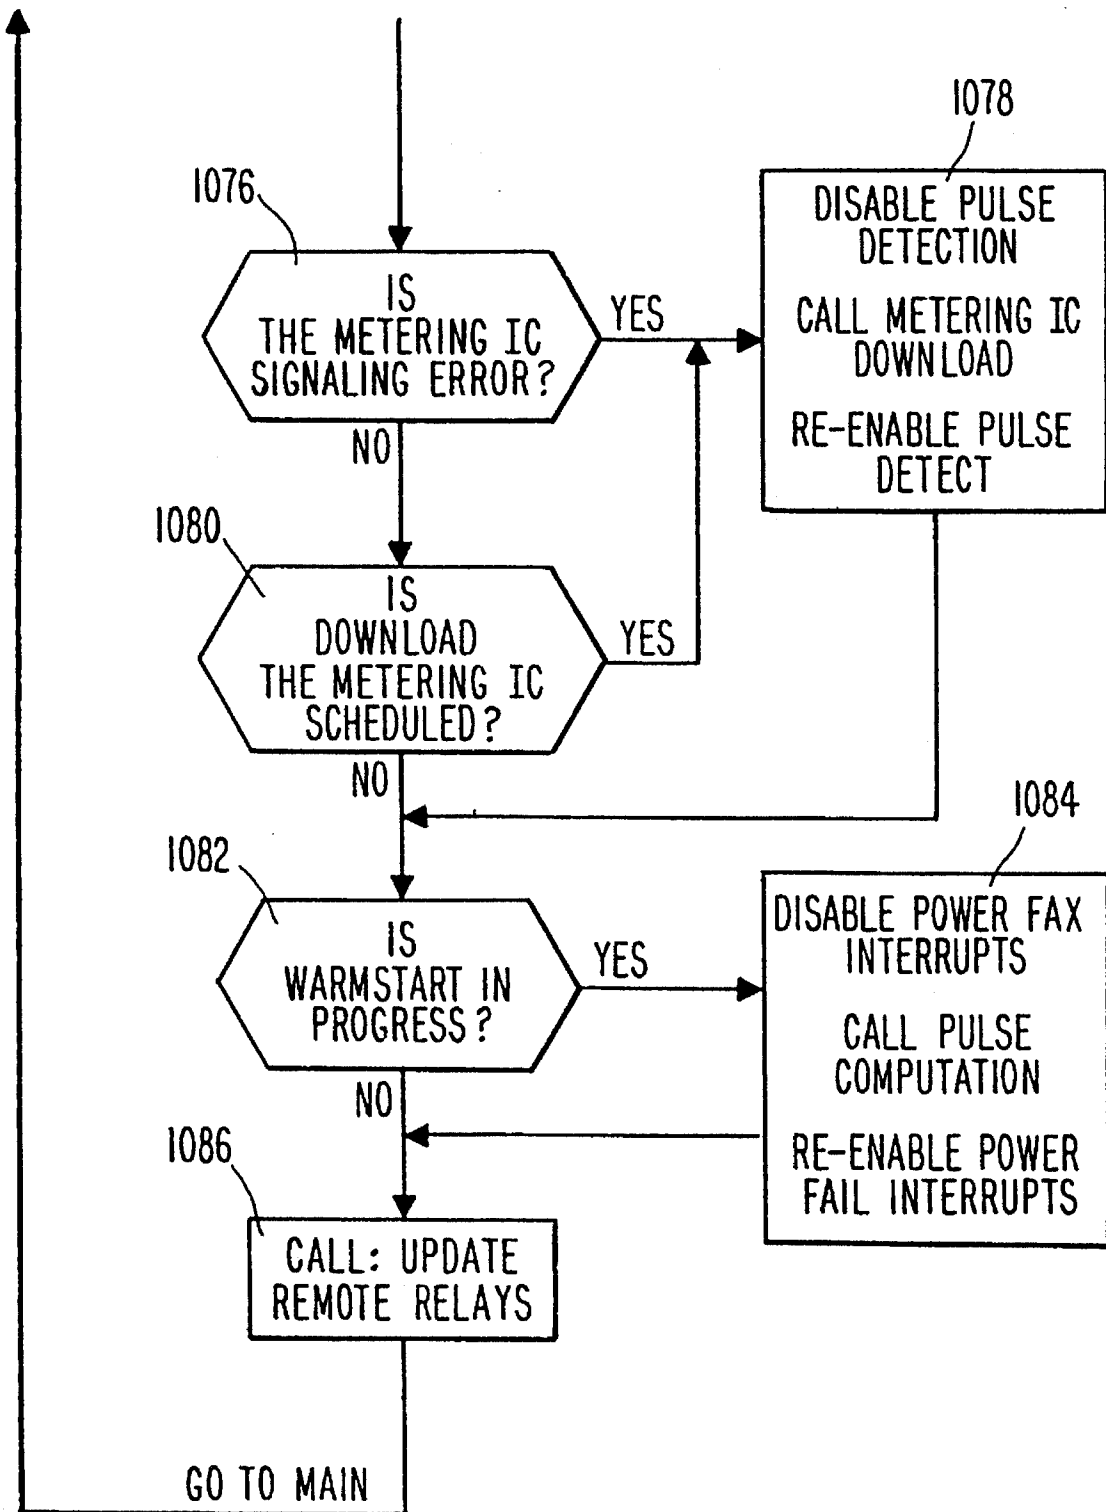 1076
IS
THE METERING IC
SIGNALING ERROR?
YES
NO
1078
DISABLE PULSE
DETECTION
CALL METERING IC
DOWNLOAD
RE-ENABLE PULSE
DETECT
1080
IS
DOWNLOAD
THE METERING IC
SCHEDULED?
YES
NO
1082
IS
WARMSTART IN
PROGRESS?
YES
NO
1084
DISABLE POWER FAX
INTERRUPTS
CALL PULSE
COMPUTATION
RE-ENABLE POWER
FAIL INTERRUPTS
1086
CALL: UPDATE
REMOTE RELAYS
GO TO MAIN